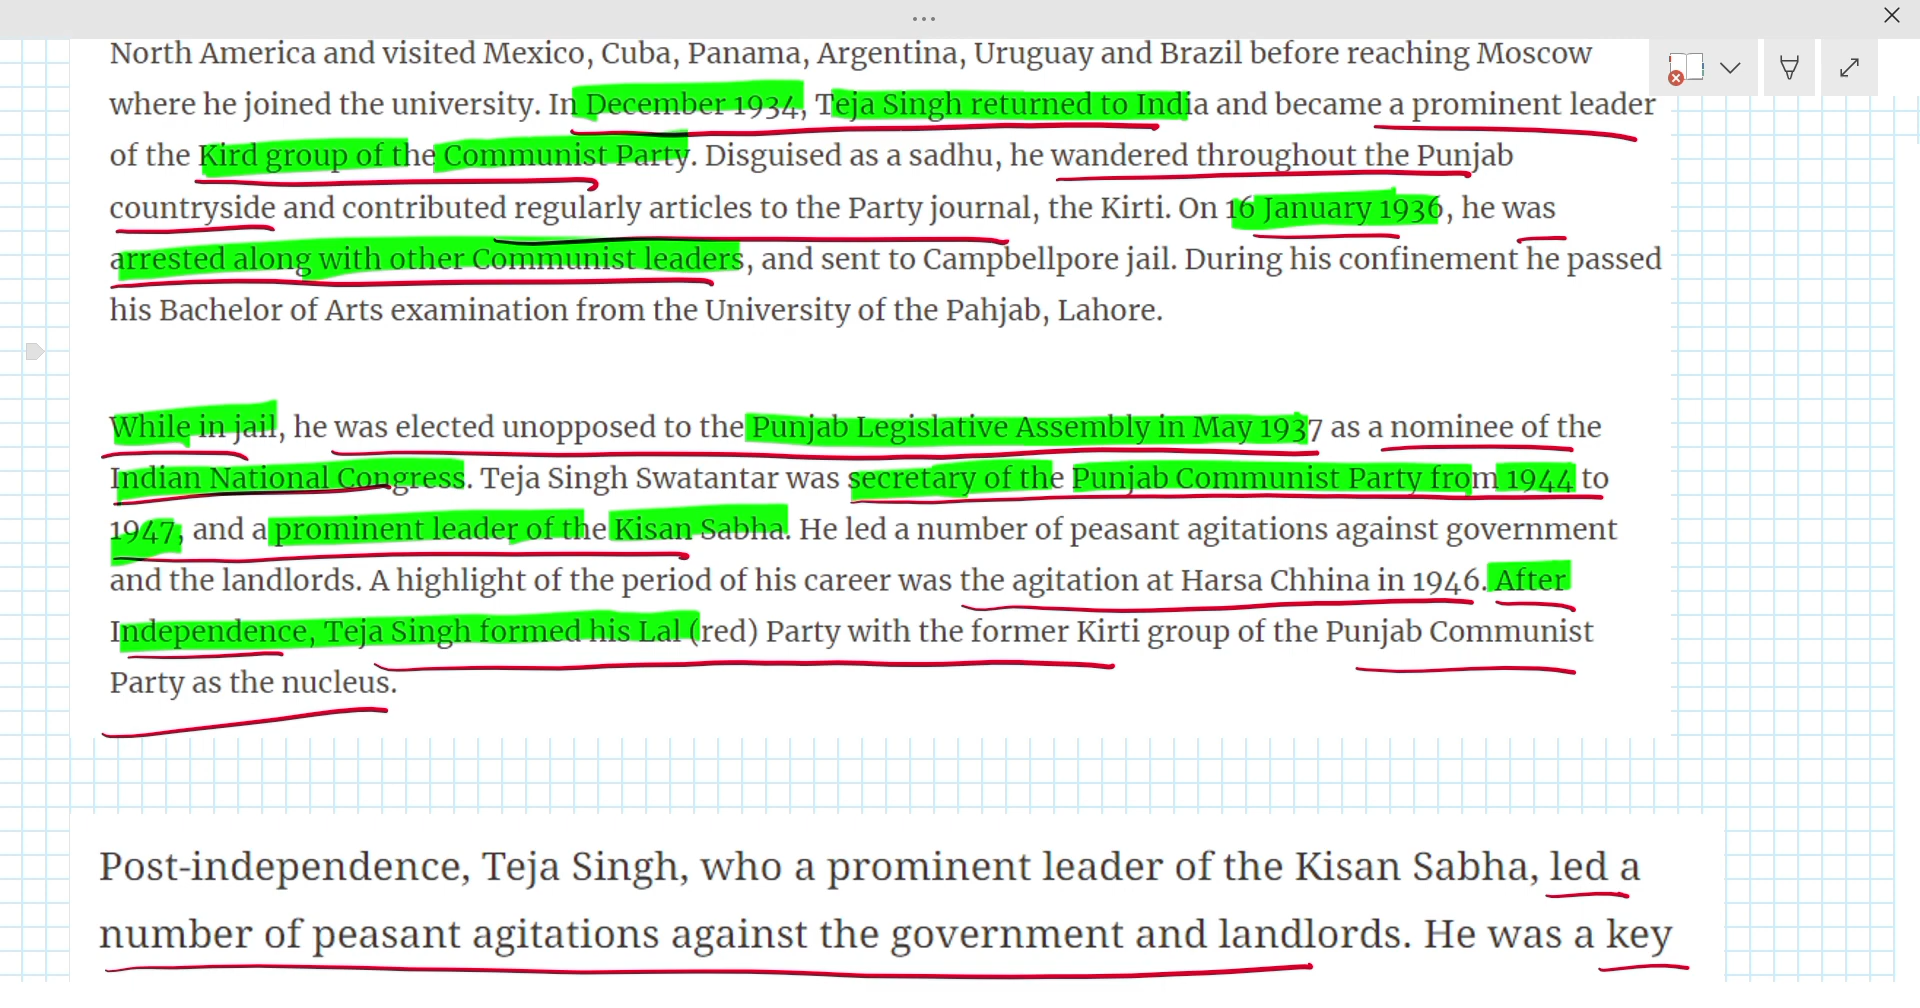 North America and visited Mexico, Cuba, Panama, Argentina, Uruguay and Brazil before reaching Moscow
where he joined the university. In December 1934, Teja Singh returned to India and became a prominent leader
of the Kird group of the Communist Party. Disguised as a sadhu, he wandered throughout the Punjab
countryside and contributed regularly articles to the Party journal, the Kirti. On 16 January 1936, he was
arrested along with other Communist leaders, and sent to Campbellpore jail. During his confinement he passed
his Bachelor of Arts examination from the University of the Pahjab, Lahore.
While in jail, he was elected unopposed to the Punjab Legislative Assembly in May 1937 as a nominee of the
Indian National Congress. Teja Singh Swatantar was secretary of the Punjab Communist Party from 1944 to
1947, and a prominent leader of the Kisan Sabha. He led a number of peasant agitations against government
and the landlords. A highlight of the period of his career was the agitation at Harsa Chhina in 1946. After
Independence, Teja Singh formed his Lal (red) Party with the former Kirti group of the Punjab Communist
Party as the nucleus.
Post-independence, Teja Singh, who a prominent leader of the Kisan Sabha, led a
number of peasant agitations against the government and landlords. He was a key